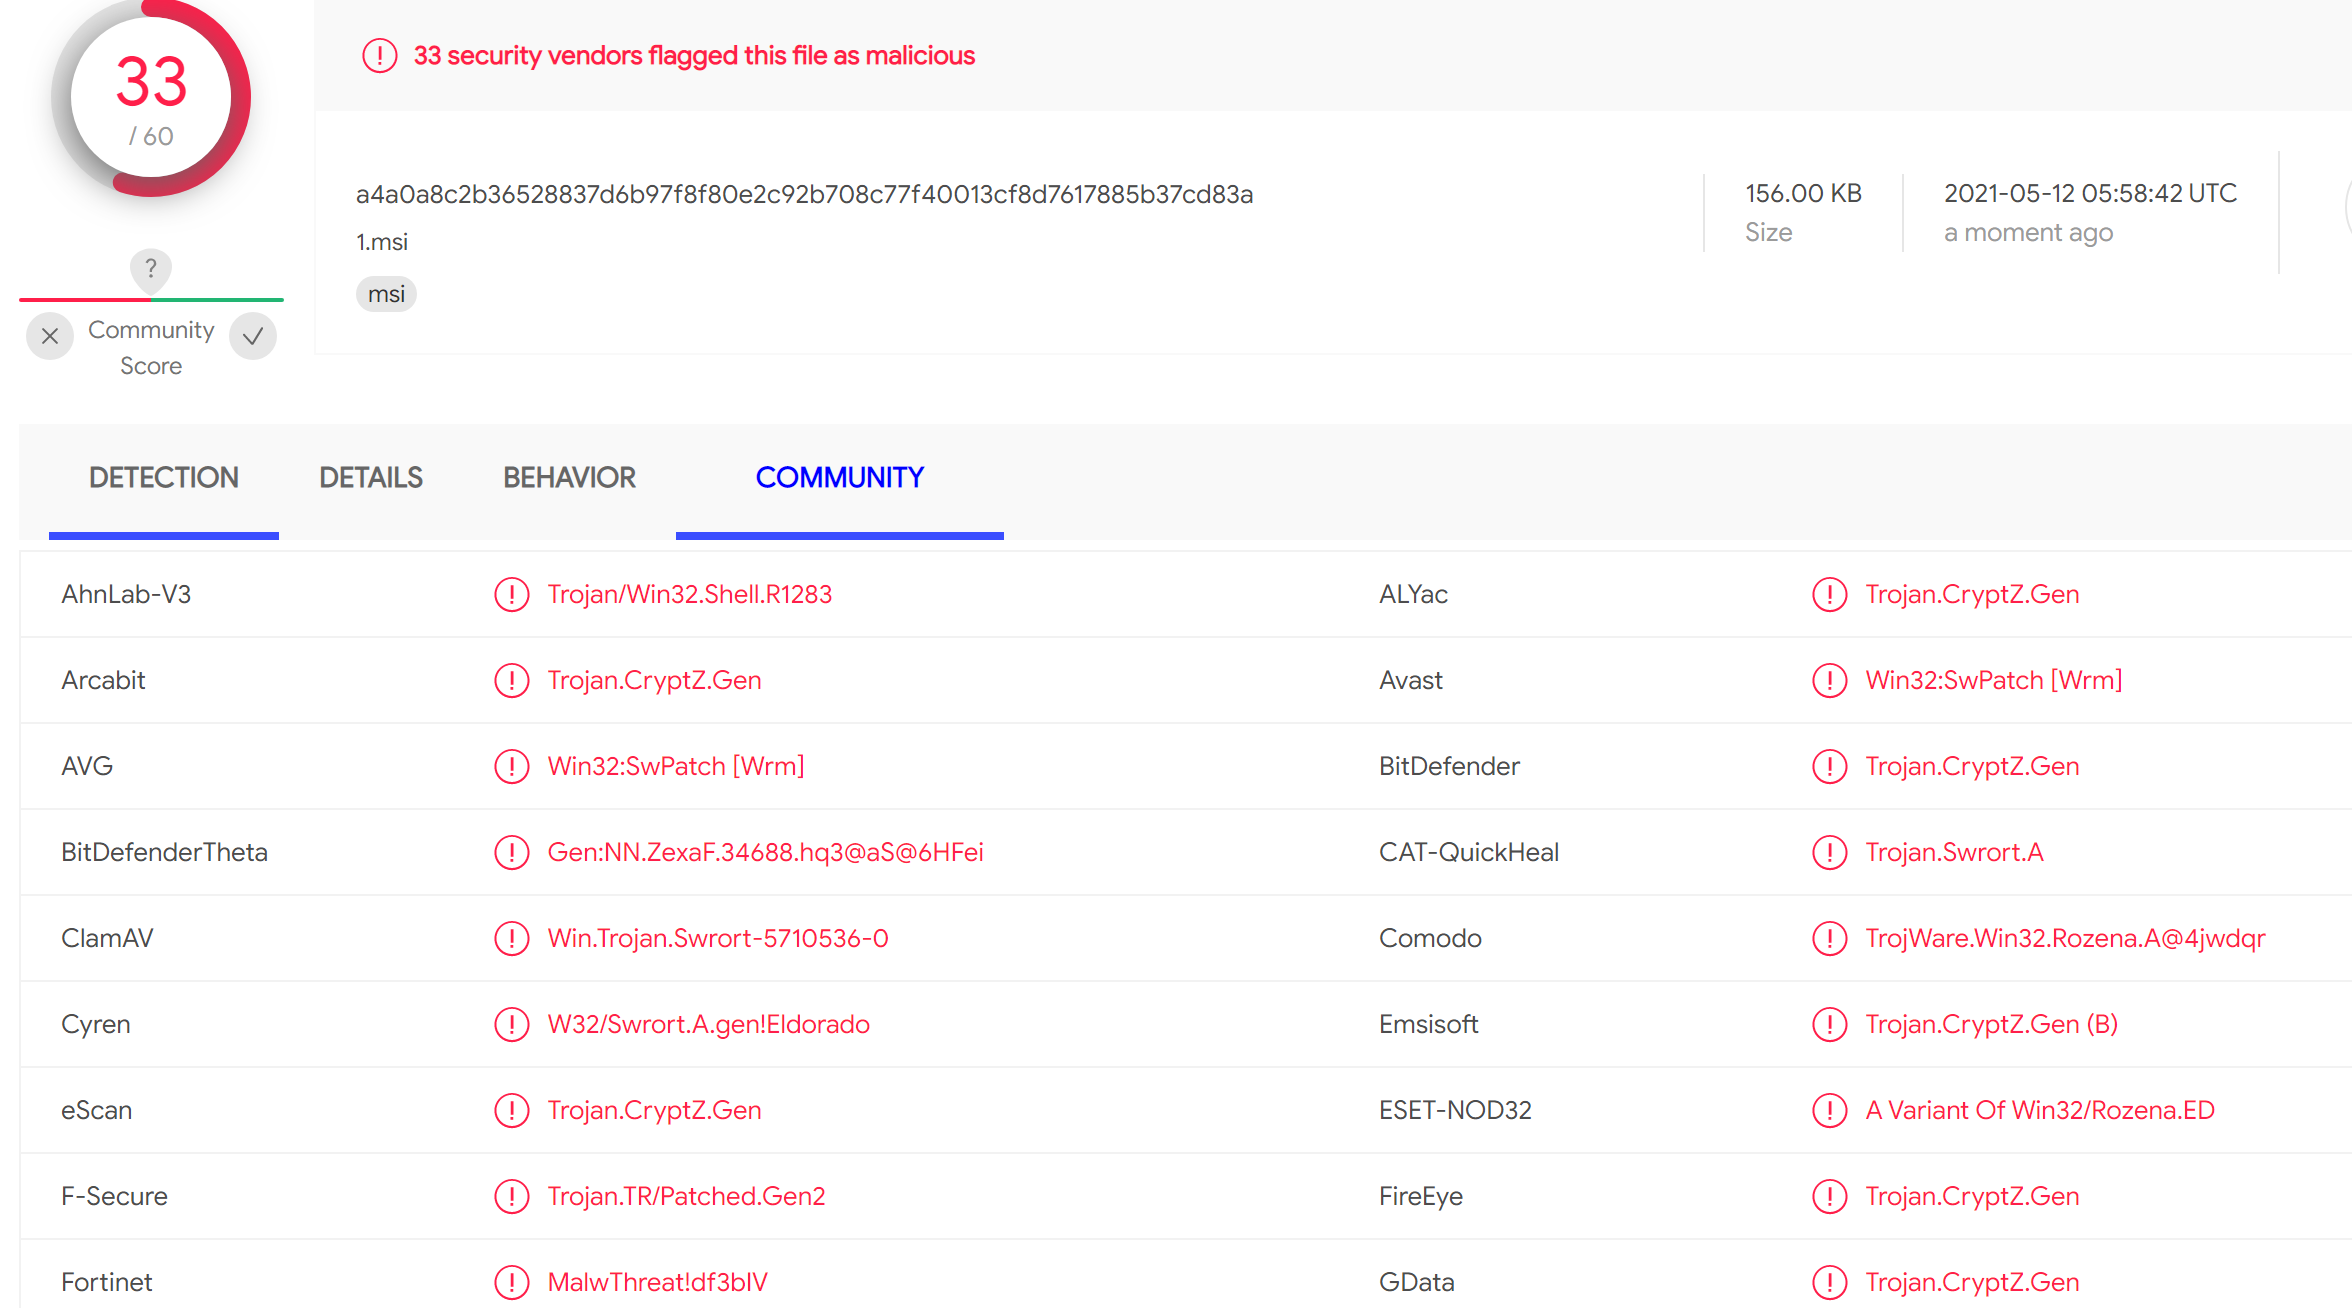 33
/ 60
?
Community
Score
33 security vendors flagged this file as malicious
a4a0a8c2b36528837d6b97f8f80e2c92b708c77f40013cf8d7617885b37cd83a
1.msi
msi
156.00 KB
Size
2021-05-12 05:58:42 UTC
a moment ago
DETECTION DETAILS BEHAVIOR COMMUNITY
AhnLab-V3 Trojan/Win32.Shell.R1283 ALYac Trojan.CryptZ.Gen
Arcabit Trojan.CryptZ.Gen Avast Win32:SwPatch [Wrm]
AVG Win32:SwPatch [Wrm] BitDefender Trojan.CryptZ.Gen
BitDefenderTheta Gen:NN.ZexaF.34688.hq3@aS@6HFei CAT-QuickHeal Trojan.Swrort.A
ClamAV Win.Trojan.Swrort-5710536-0 Comodo TrojWare.Win32.Rozena.A@4jwdqr
Cyren W32/Swrort.A.gen!Eldorado Emsisoft Trojan.CryptZ.Gen (B)
eScan Trojan.CryptZ.Gen ESET-NOD32 A Variant Of Win32/Rozena.ED
F-Secure Trojan.TR/Patched.Gen2 FireEye Trojan.CryptZ.Gen
Fortinet MalwThreat!df3bIV GData Trojan.CryptZ.Gen